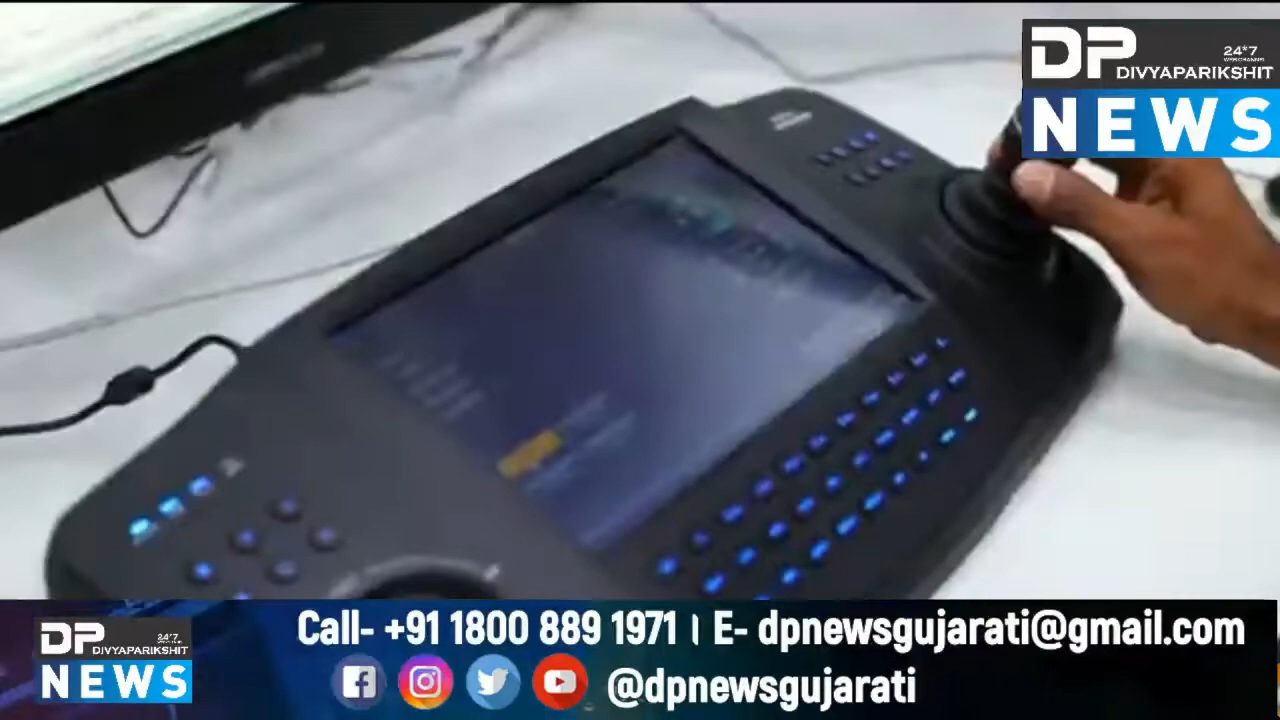 DP
24*7
DIVYAPARIKSHIT
NEWS
DP
24*7
DIVYAPARIKSHIT
NEWS
Call- +91 1800 889 1971 | E- dpnewsgujarati@gmail.com
@dpnewsgujarati